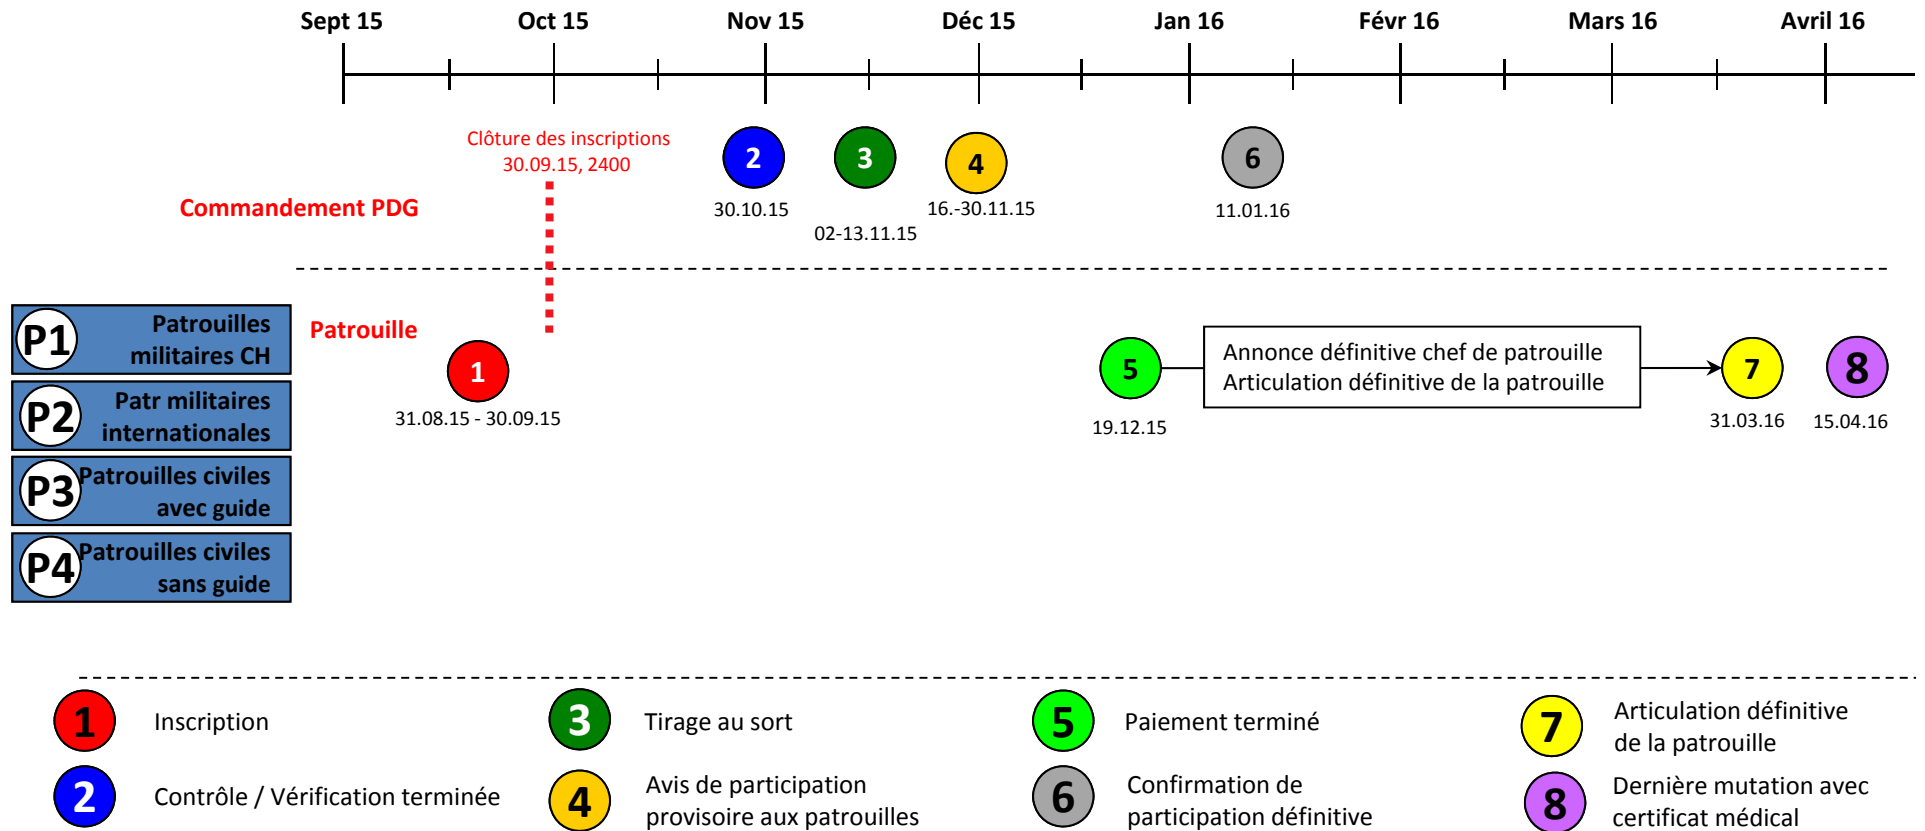 Sept 15
Oct 15
Nov 15
Déc 15
Jan 16
Févr 16
Mars 16
Avril 16
Clôture des inscriptions
30.09.15, 2400
Commandement PDG
2
30.10.15
3
02-13.11.15
4
16.-30.11.15
6
11.01.16
P1
Patrouilles
militaires CH
P2
Patr militaires
internationales
P3
Patrouilles civiles
avec guide
P4
Patrouilles civiles
sans guide
Patrouille
1
31.08.15 - 30.09.15
5
19.12.15
Annonce définitive chef de patrouille
Articulation définitive de la patrouille
7
31.03.16
8
15.04.16
1
Inscription
2
Contrôle / Vérification terminée
3
Tirage au sort
4
Avis de participation
provisoire aux patrouilles
5
Paiement terminé
6
Confirmation de
participation définitive
7
Articulation définitive
de la patrouille
8
Dernière mutation avec
certificat médical